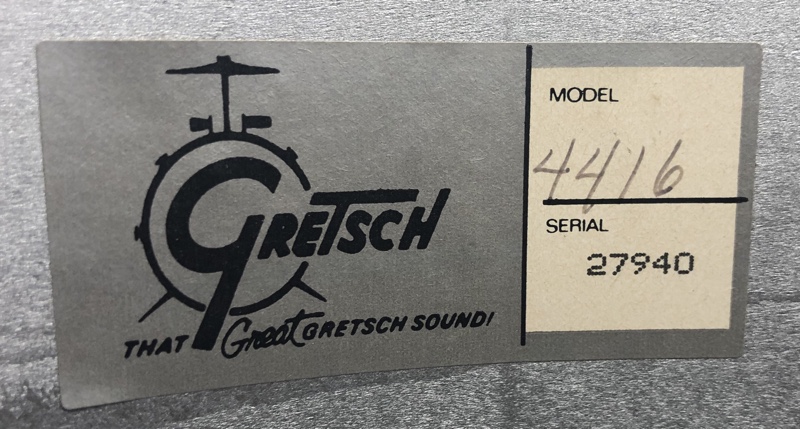 GRETSCH
THAT Great GRETSCH SOUND!
MODEL
4416
SERIAL
27940